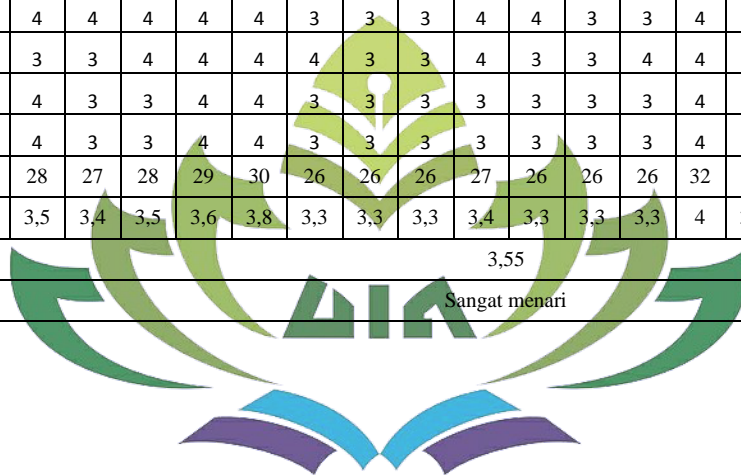 4 4 4 4 4 3 3 3 4 4 3 3 4
3 3 4 4 4 4 3 3 4 3 3 4 4
4 3 3 4 4 3 3 3 3 3 3 3 4
4 3 3 4 4 3 3 3 3 3 3 3 4
28 27 28 29 30 26 26 26 27 26 26 26 32
3,5 3,4 3,5 3,6 3,8 3,3 3,3 3,3 3,4 3,3 3,3 3,3 4
3,55
Sangat menari
UIN